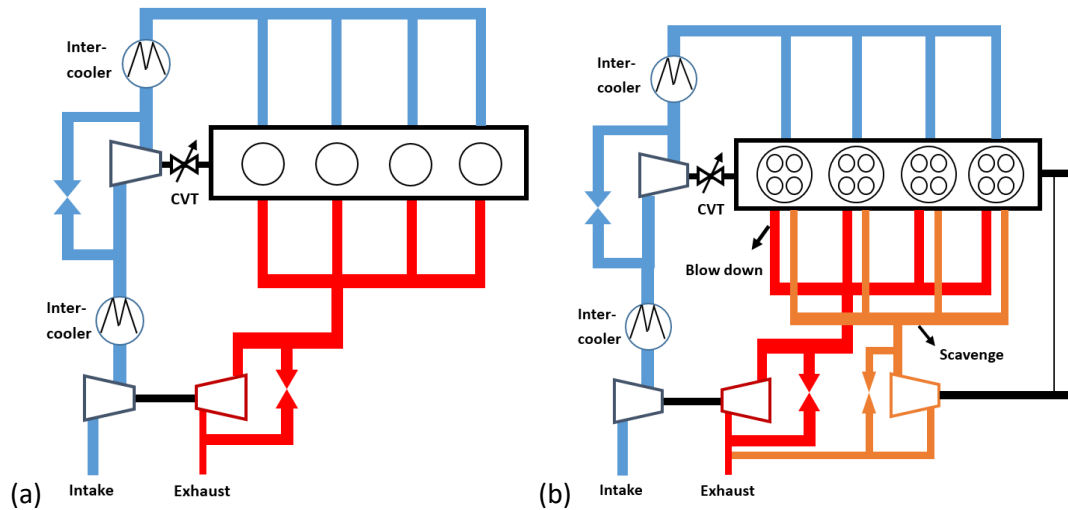 Inter-
cooler
CVT
Inter-
cooler
(a)
Intake
Exhaust
Inter-
cooler
CVT
Blow down
Inter-
cooler
Scavenge
(b)
Intake
Exhaust